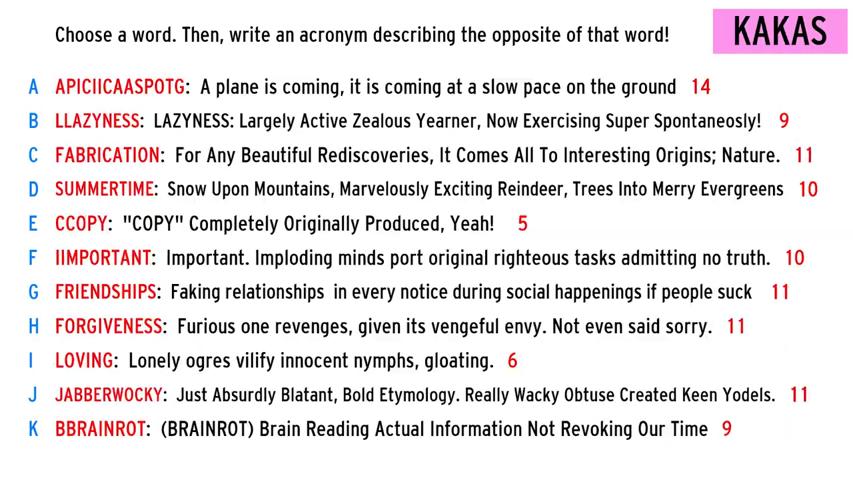 Choose a word. Then, write an acronym describing the opposite of that word!
KAKAS
A APICIICAASPOTG: A plane is coming, it is coming at a slow pace on the ground 14
B LLAZYNESS: LAZYNESS: Largely Active Zealous Yearner, Now Exercising Super Spontaneosly! 9
C FABRICATION: For Any Beautiful Rediscoveries, It Comes All To Interesting Origins; Nature. 11
D SUMMERTIME: Snow Upon Mountains, Marvelously Exciting Reindeer, Trees Into Merry Evergreens 10
E CCOPY: "COPY" Completely Originally Produced, Yeah! 5
F IIMPORTANT: Important. Imploding minds port original righteous tasks admitting no truth. 10
G FRIENDSHIPS: Faking relationships in every notice during social happenings if people suck 11
H FORGIVENESS: Furious one revenges, given its vengeful envy. Not even said sorry. 11
I LOVING: Lonely ogres vilify innocent nymphs, gloating. 6
J JABBERWOCKY: Just Absurdly Blatant, Bold Etymology. Really Wacky Obtuse Created Keen Yodels. 11
K BBRAINROT: (BRAINROT) Brain Reading Actual Information Not Revoking Our Time 9